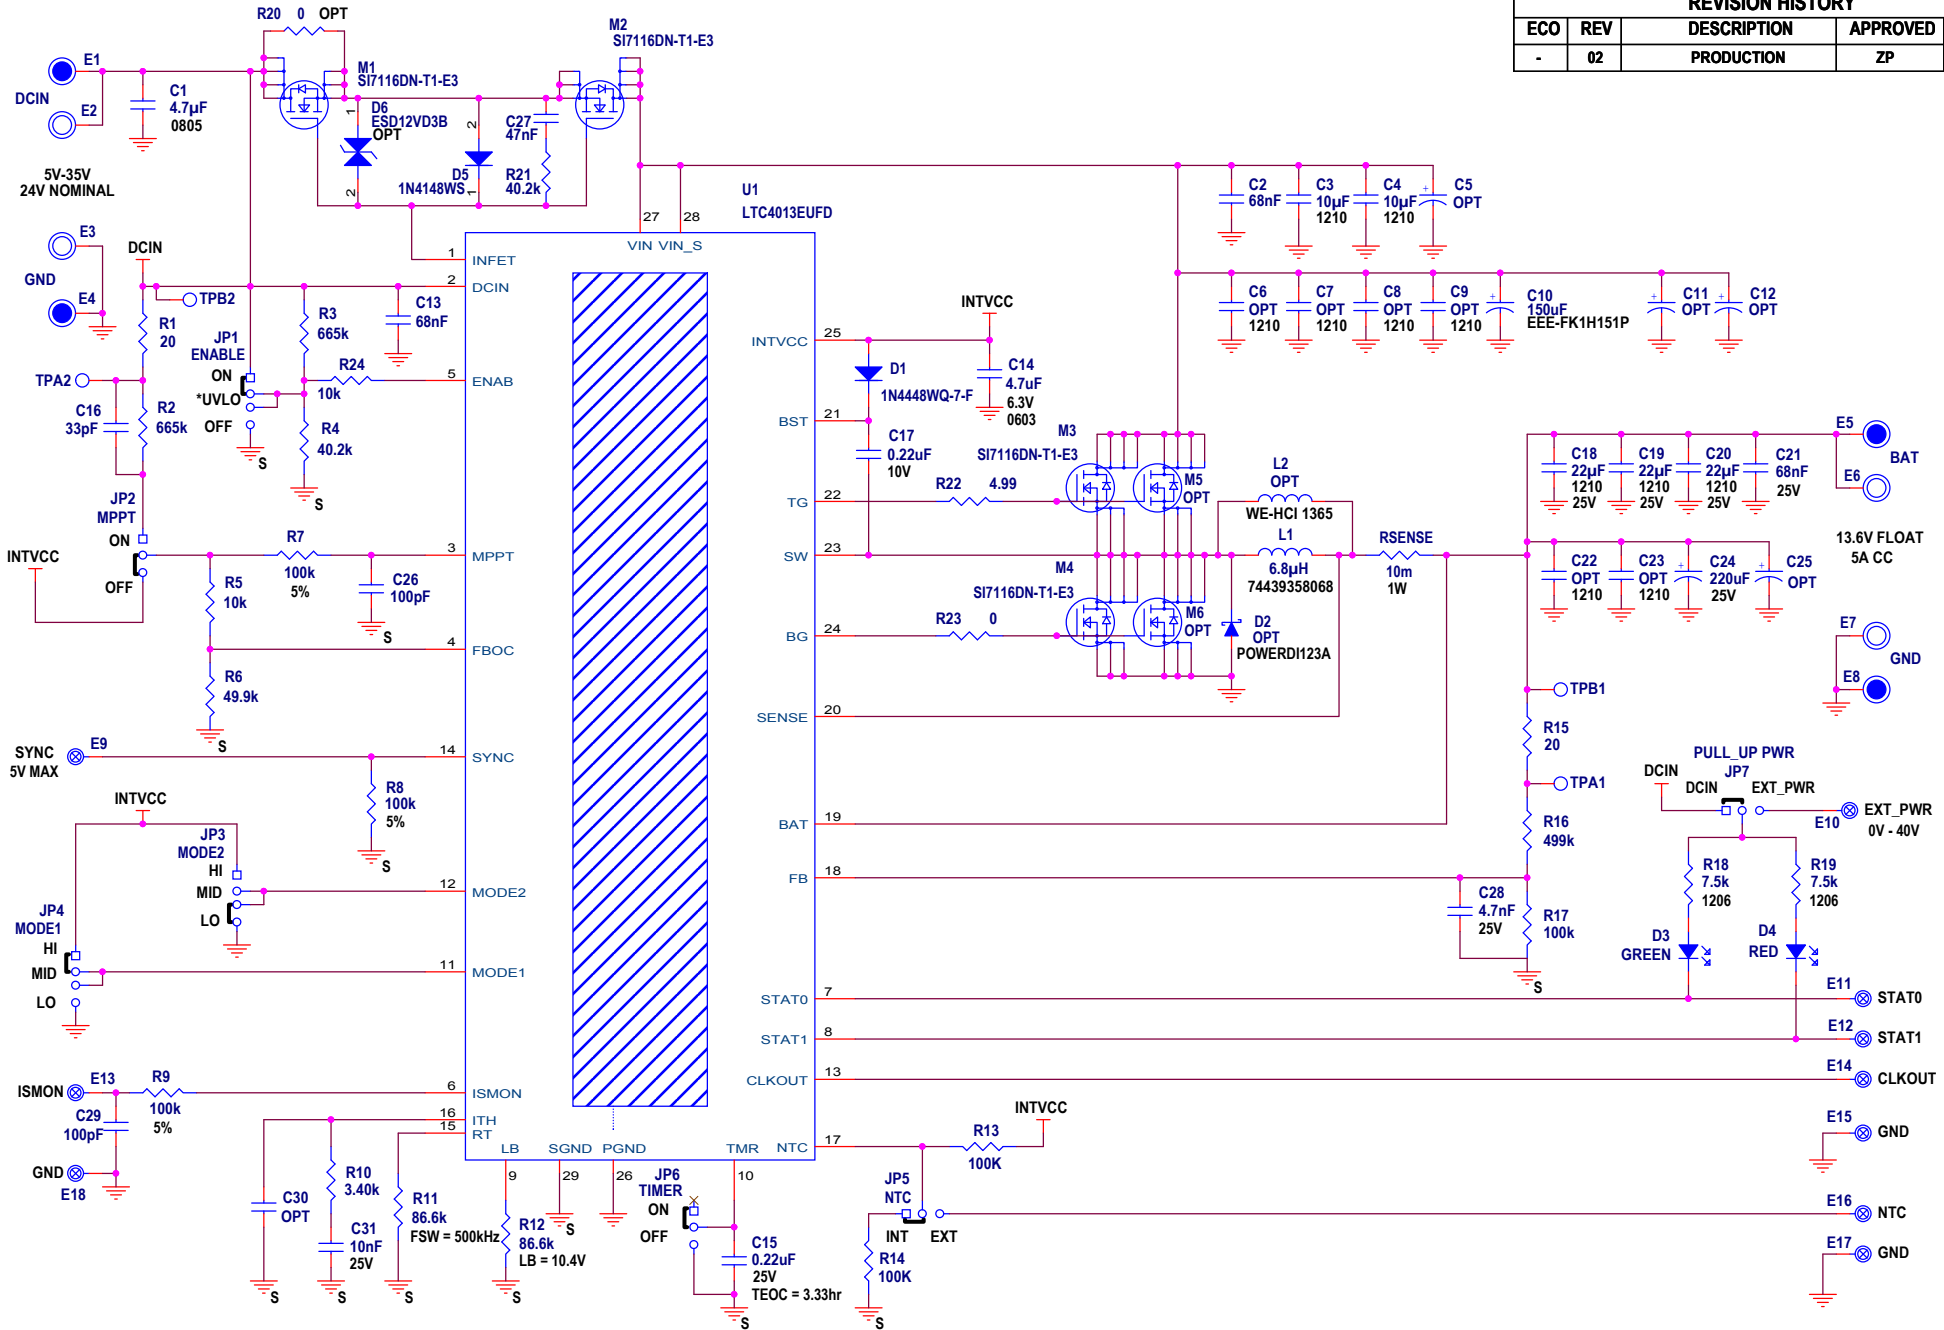 REVISION HISTORY
ECO REV DESCRIPTION APPROVED
- 02 PRODUCTION ZP
R20 0 OPT
M2
SI7116DN-T1-E3
E1
DCIN
E2
C1
4.7µF
0805
M1
SI7116DN-T1-E3
1
D6
ESD12VD3B
OPT
2
2
D5
1N4148WS
1
C27
47nF
R21
40.2k
5V-35V
24V NOMINAL
U1
LTC4013EUFD
27
28
VIN VIN_S
C2
68nF
C3
10µF
1210
C4
10µF
1210
+
C5
OPT
E3
GND
E4
DCIN
TPB2
1 INFET
2 DCIN
C13
68nF
R1
20
JP1
ENABLE
ON
*UVLO
OFF
S
R3
665k
R24
10k
5 ENAB
R4
40.2k
S
TPA2
C16
33pF
R2
665k
C6
OPT
1210
C7
OPT
1210
C8
OPT
1210
C9
OPT
1210
+
C10
150uF
EEE-FK1H151P
+
C11
OPT
+
C12
OPT
INTVCC
INTVCC 25
D1
1N4448WQ-7-F
C14
4.7uF
6.3V
0603
BST 21
C17
0.22uF
10V
M3
SI7116DN-T1-E3
M5
OPT
TG 22
R22 4.99
L2
OPT
WE-HCI 1365
L1
6.8µH
74439358068
SW 23
RSENSE
10m
1W
M4
SI7116DN-T1-E3
M6
OPT
D2
OPT
POWERDI123A
BG 24
R23 0
C18
22µF
1210
25V
C19
22µF
1210
25V
C20
22µF
1210
25V
C21
68nF
25V
E5
BAT
E6
13.6V FLOAT
5A CC
C22
OPT
1210
C23
OPT
1210
+
C24
220uF
25V
+
C25
OPT
E7
GND
E8
JP2
MPPT
ON
OFF
INTVCC
R7
100k
5%
3 MPPT
C26
100pF
S
R5
10k
4 FBOC
R6
49.9k
S
SENSE 20
TPB1
R15
20
TPA1
R16
499k
SYNC
5V MAX
E9
14 SYNC
R8
100k
5%
S
BAT 19
FB 18
C28
4.7nF
25V
R17
100k
S
PULL_UP PWR
JP7
DCIN
DCIN EXT_PWR
E10
EXT_PWR
0V - 40V
R18
7.5k
1206
R19
7.5k
1206
D3
GREEN
D4
RED
INTVCC
JP3
MODE2
HI
MID
LO
12 MODE2
JP4
MODE1
HI
MID
LO
11 MODE1
STAT0 7
E11
STAT0
STAT1 8
E12
STAT1
CLKOUT 13
E14
CLKOUT
ISMON
E13
R9
100k
5%
6 ISMON
C29
100pF
GND
E18
16 ITH
15 RT
C30
OPT
S
R10
3.40k
C31
10nF
25V
S
R11
86.6k
FSW = 500kHz
S
LB
9
R12
86.6k
LB = 10.4V
S
SGND
29
S
PGND
26
TMR
10
JP6
TIMER
ON
OFF
C15
0.22uF
25V
TEOC = 3.33hr
S
NTC 17
R13
100K
INTVCC
JP5
NTC
INT EXT
R14
100K
S
E15
GND
E16
NTC
E17
GND